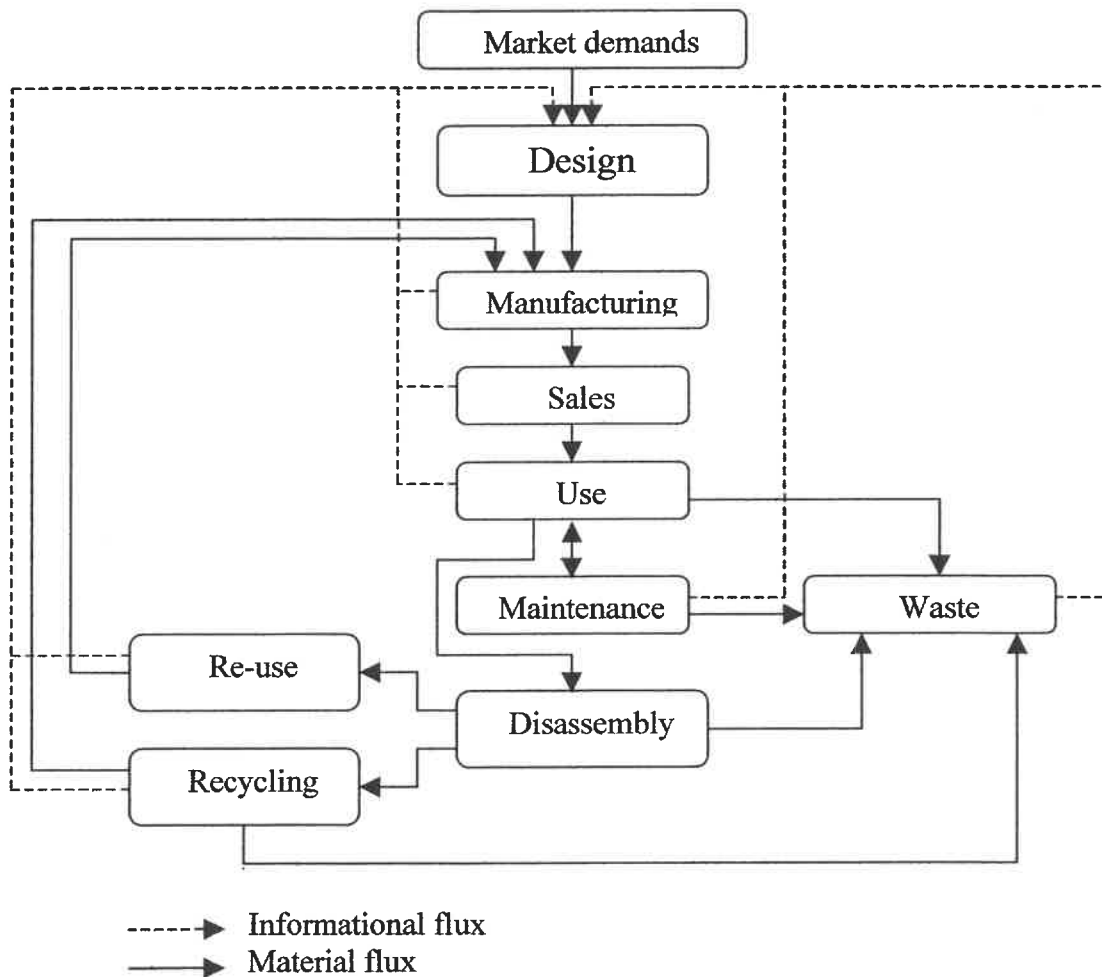 Market demands
Design
Manufacturing
Sales
Use
Maintenance
Waste
Re-use
Disassembly
Recycling
Informational flux
Material flux